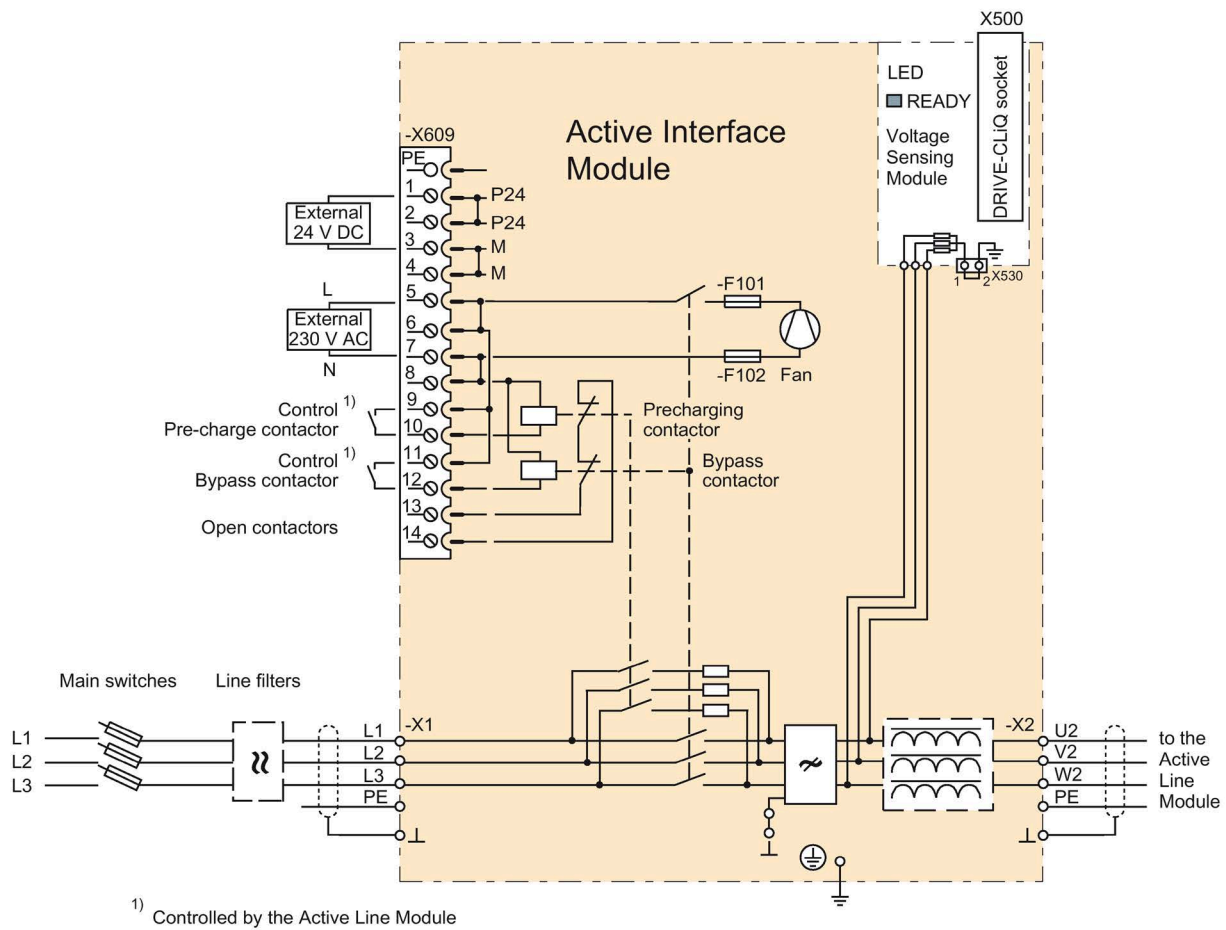 X500
LED
READY
Voltage
Sensing
Module
DRIVE-CLiQ socket
Active Interface
Module
-X609
PE
1
P24
2
P24
3
M
4
M
External
24 V DC
1
2
X530
L
5
-F101
External
230 V AC
6
7
N
-F102
Fan
8
9
Control 1)
Pre-charge contactor
10
Precharging
contactor
11
Control 1)
Bypass contactor
12
Bypass
contactor
13
Open contactors
14
Main switches
Line filters
-X1
-X2
L1
L1
U2
to the
L2
L2
V2
Active
L3
L3
W2
Line
PE
PE
Module
1) Controlled by the Active Line Module